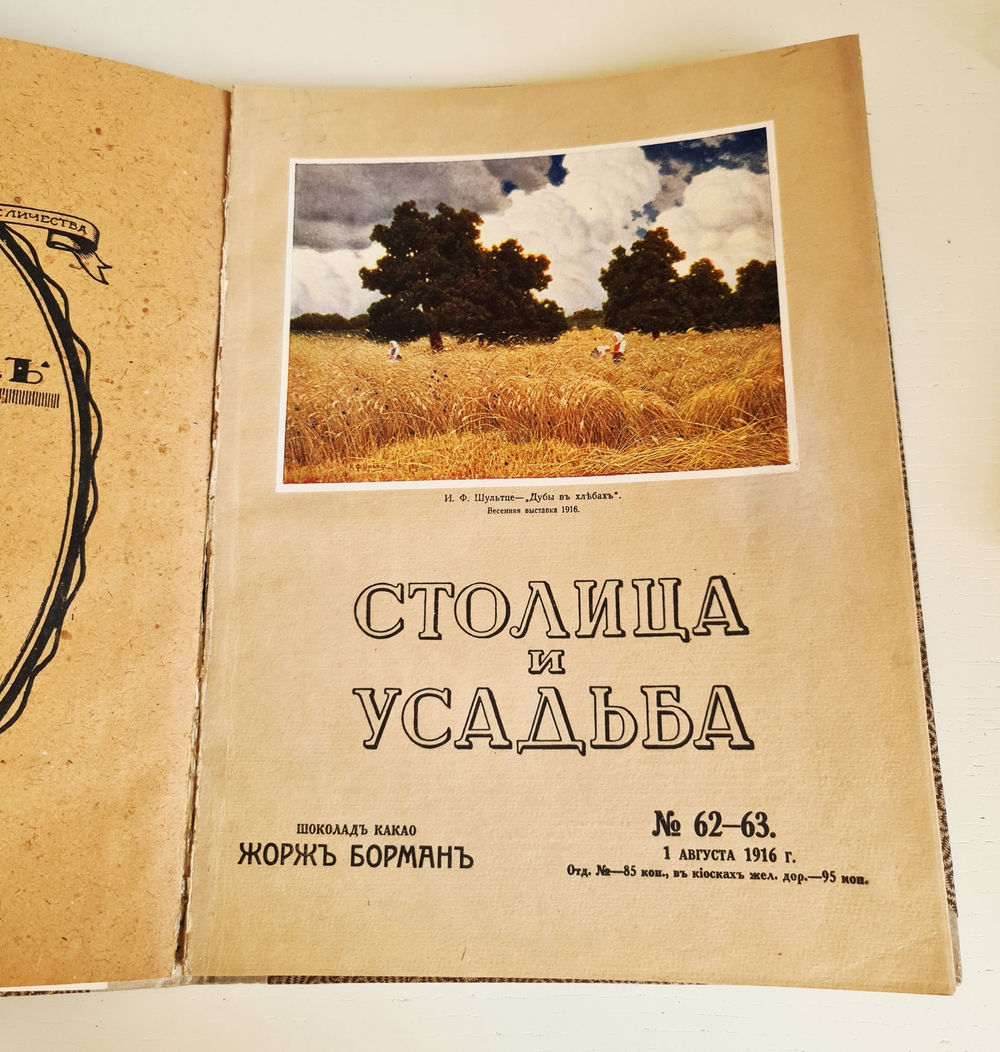 И. Ф. Шультце—„Дубы въ хлѣбахъ“.
Весенняя выставка 1916.
СТОЛИЦА
и
УСАДЬБА
ШОКОЛАДЪ КАКАО
ЖОРЖЪ БОРМАНЪ
№ 62–63.
1 АВГУСТА 1916 г.
Отд. №—85 коп., въ кіоскахъ жел. дор.—95 коп.